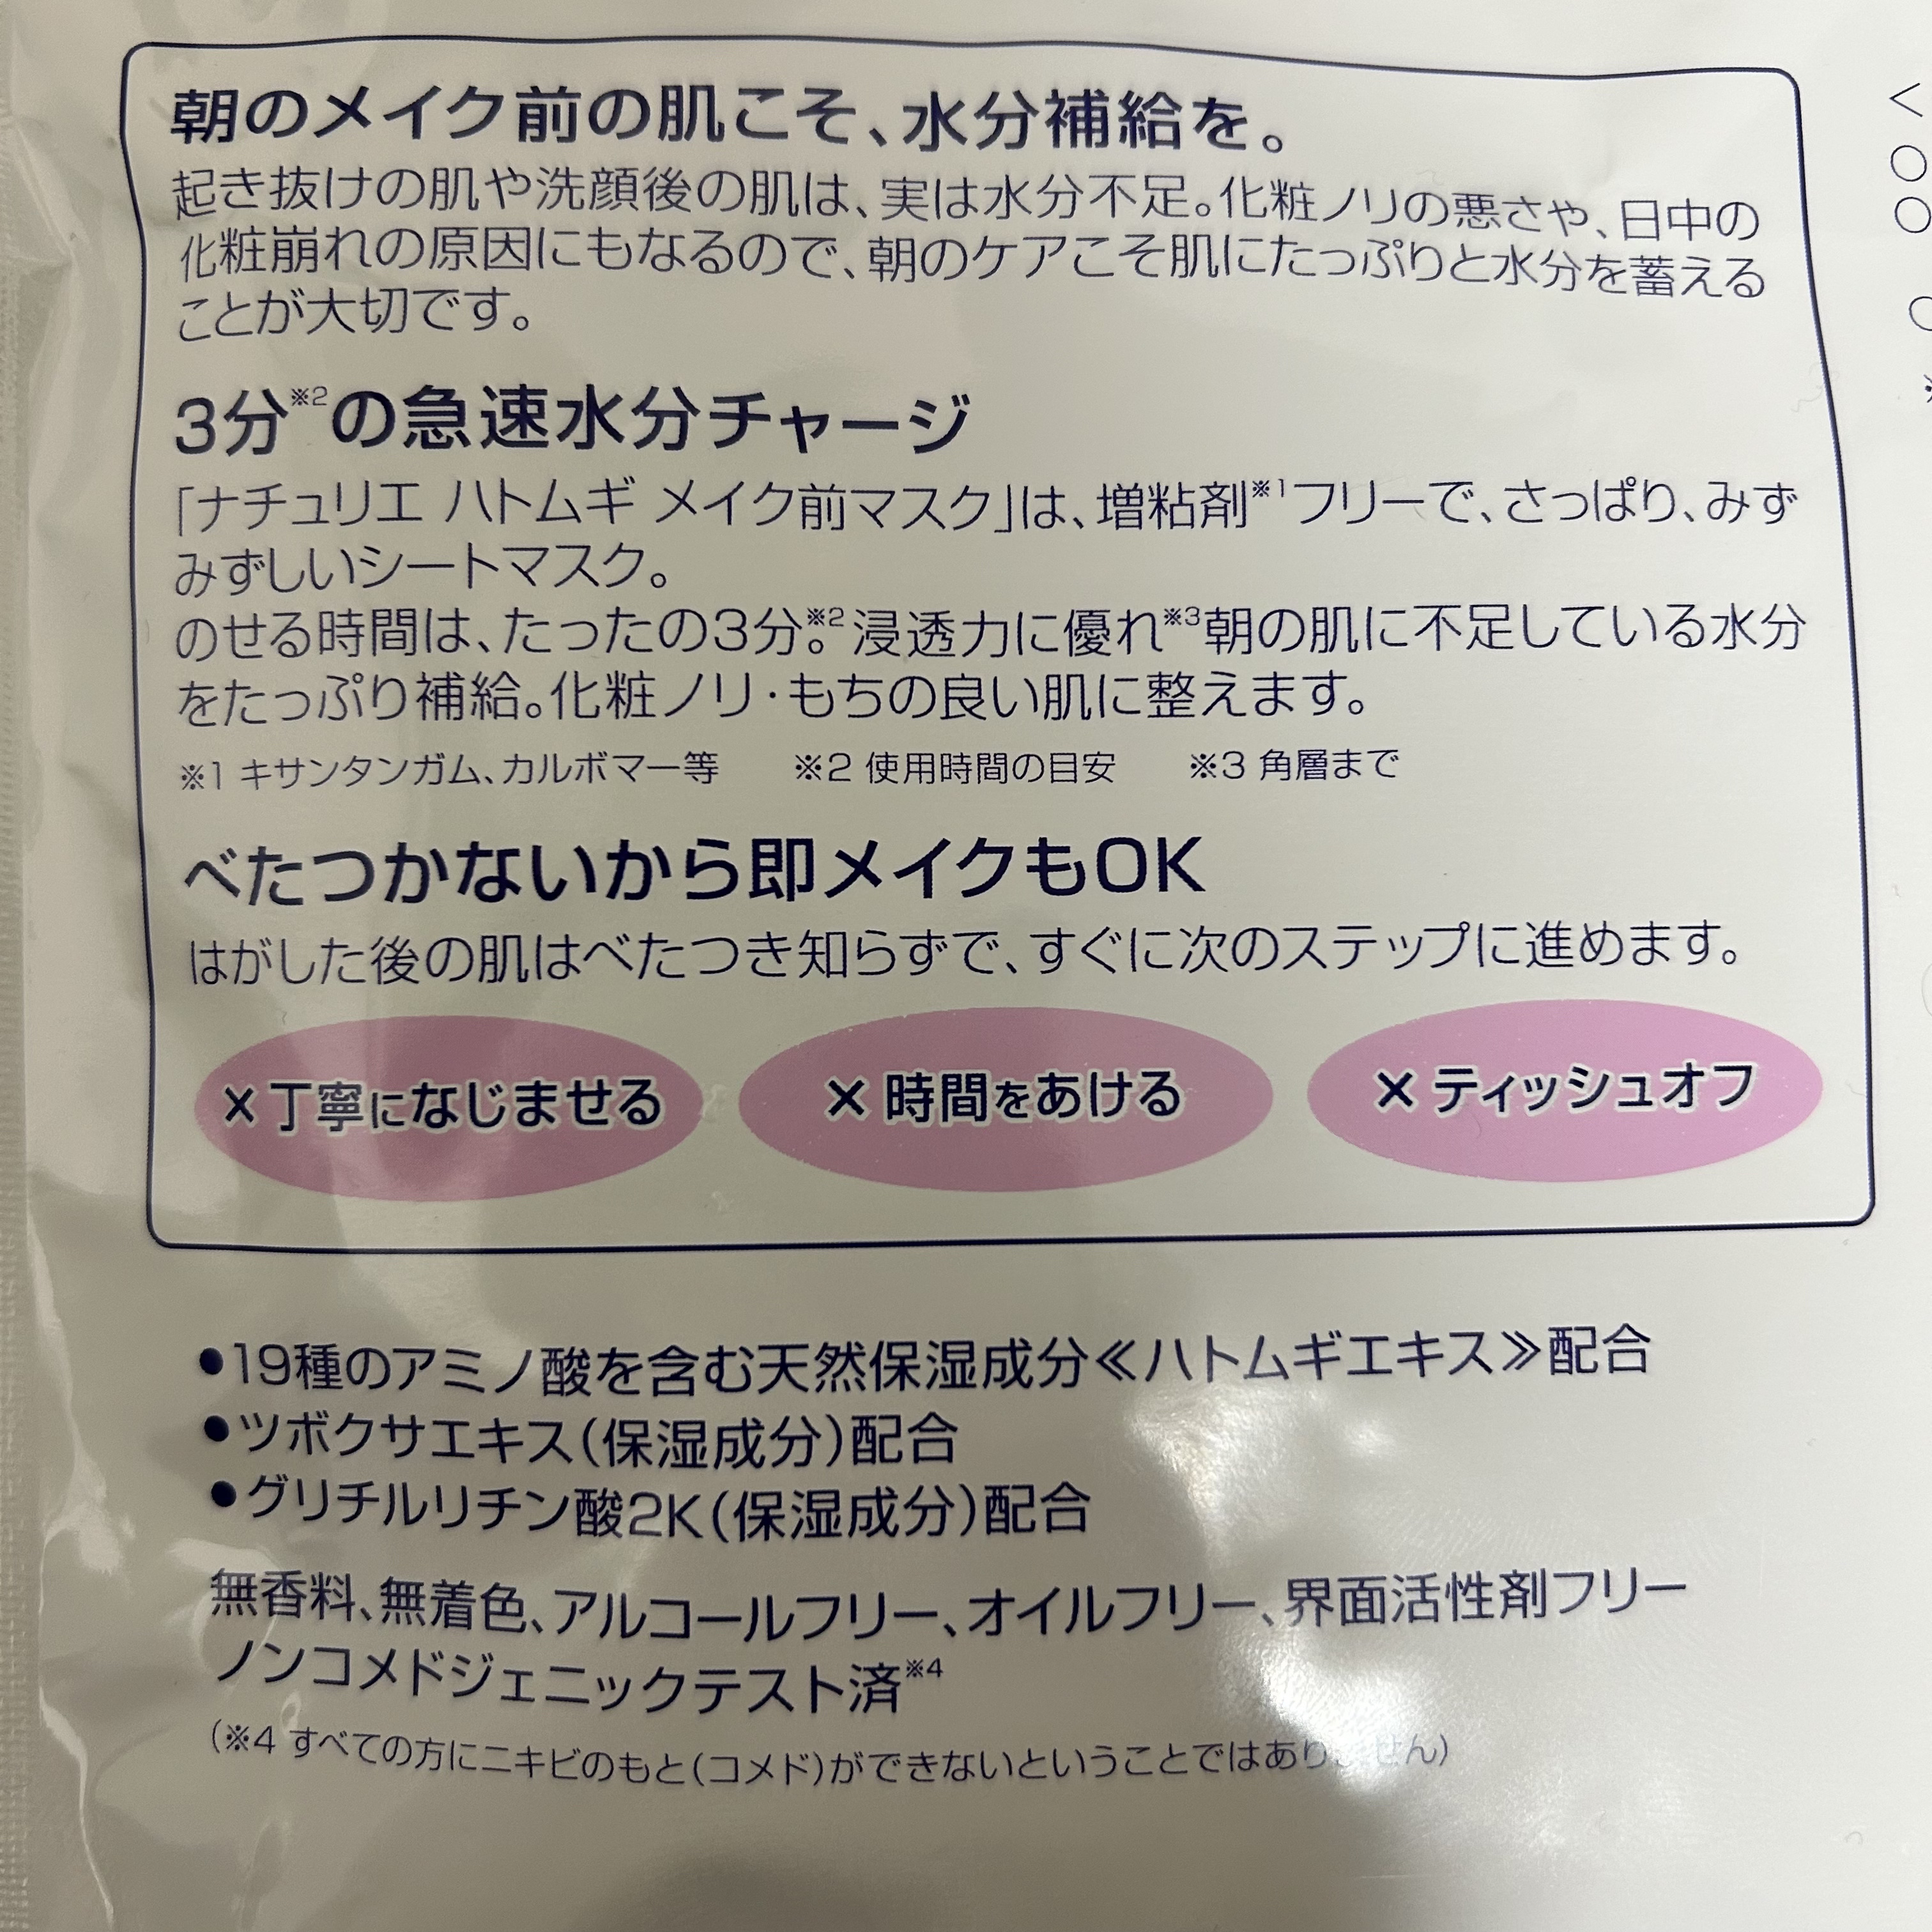 朝のメイク前の肌こそ、水分補給を。
起き抜けの肌や洗顔後の肌は、実は水分不足。化粧ノリの悪さや、日中の
化粧崩れの原因にもなるので、朝のケアこそ肌にたっぷりと水分を蓄える
ことが大切です。
3分※2の急速水分チャージ
「ナチュリエ ハトムギ メイク前マスク」は、増粘剤※1フリーで、さっぱり、みず
みずしいシートマスク。
のせる時間は、たったの3分。※2浸透力に優れ※3朝の肌に不足している水分
をたっぷり補給。化粧ノリ・もちの良い肌に整えます。
※1 キサンタンガム、カルボマー等 ※2 使用時間の目安 ※3 角層まで
べたつかないから即メイクもOK
はがした後の肌はべたつき知らずで、すぐに次のステップに進めます。
×丁寧になじませる ×時間をあける ×ティッシュオフ
●19種のアミノ酸を含む天然保湿成分≪ハトムギエキス≫配合
●ツボクサエキス(保湿成分)配合
●グリチルリチン酸2K(保湿成分)配合
無香料、無着色、アルコールフリー、オイルフリー、界面活性剤フリー
ノンコメドジェニックテスト済※4
(※4 すべての方にニキビのもと(コメド)ができないということではありません)